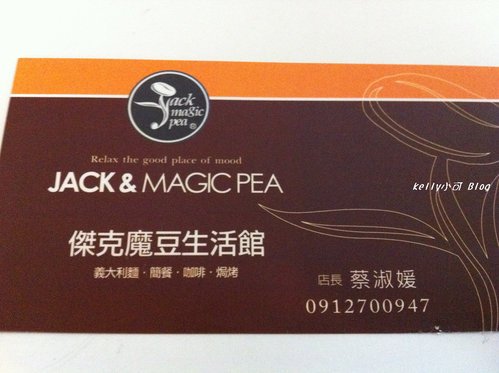 Jack
magic
pea
Relax the good place of mood
JACK & MAGIC PEA
kelly小可 Blog
傑克魔豆生活館
義大利麵·簡餐·咖啡·焗烤
店長 蔡淑媛
0912700947